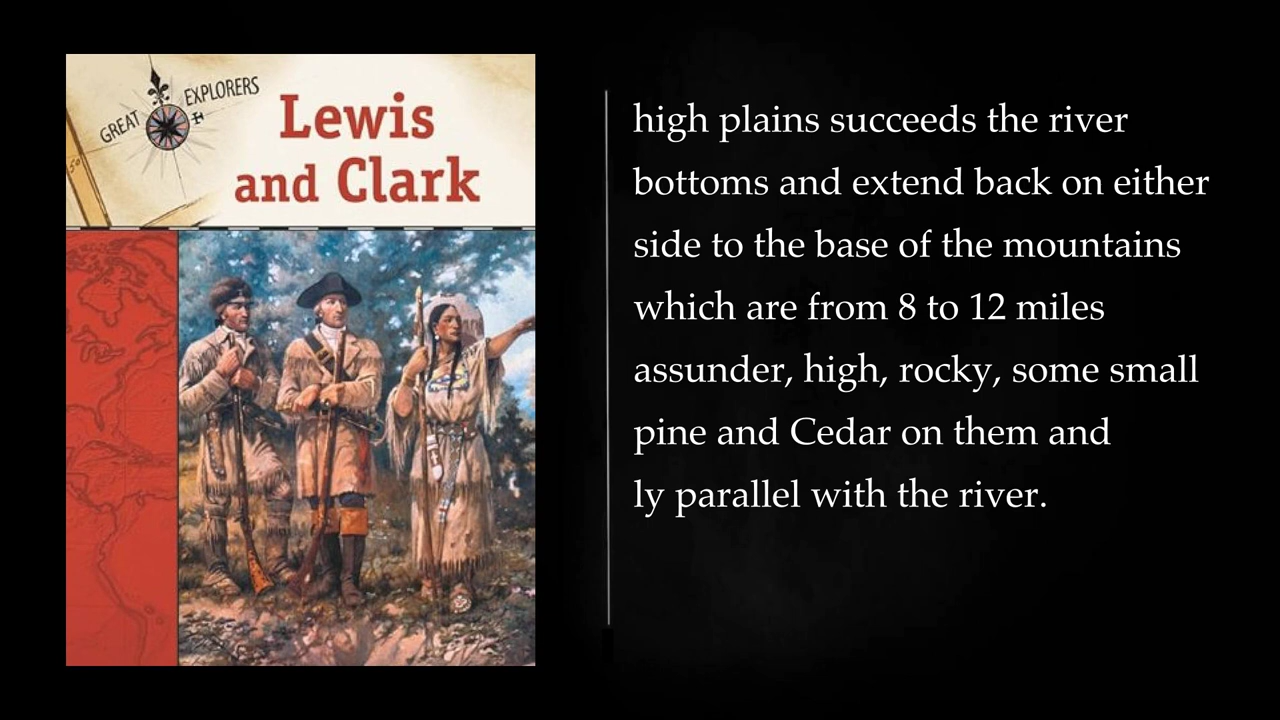 GREAT EXPLORERS
Lewis
and Clark
50
high plains succeeds the river
bottoms and extend back on either
side to the base of the mountains
which are from 8 to 12 miles
assunder, high, rocky, some small
pine and Cedar on them and
ly parallel with the river.